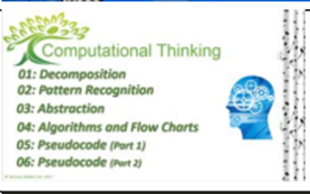 Computational Thinking
01: Decomposition
02: Pattern Recognition
03: Abstraction
04: Algorithms and Flow Charts
05: Pseudocode (Part 1)
06: Pseudocode (Part 2)